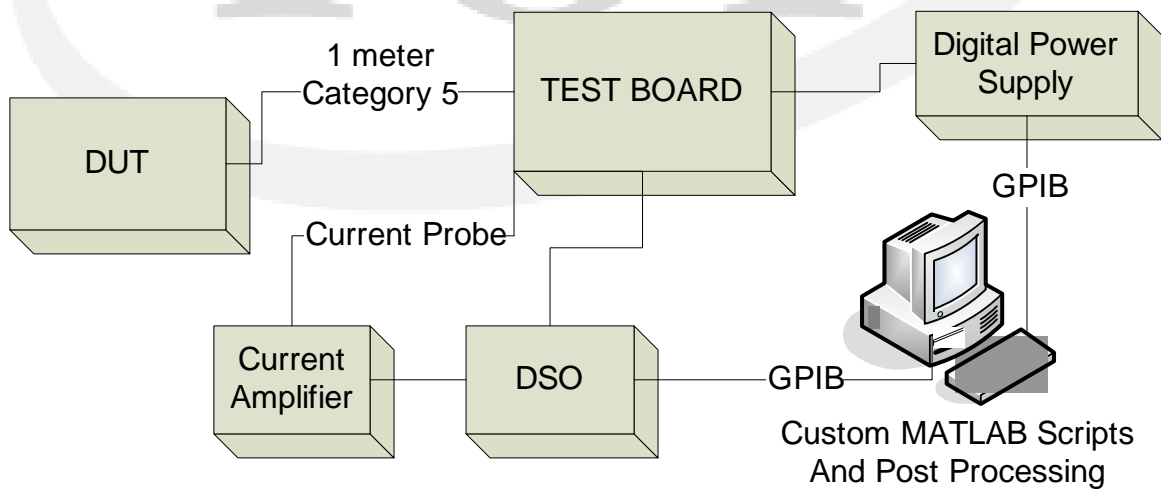 1 meter
Category 5
TEST BOARD
Digital Power
Supply
DUT
GPIB
Current Probe
Current
Amplifier
DSO
GPIB
Custom MATLAB Scripts
And Post Processing